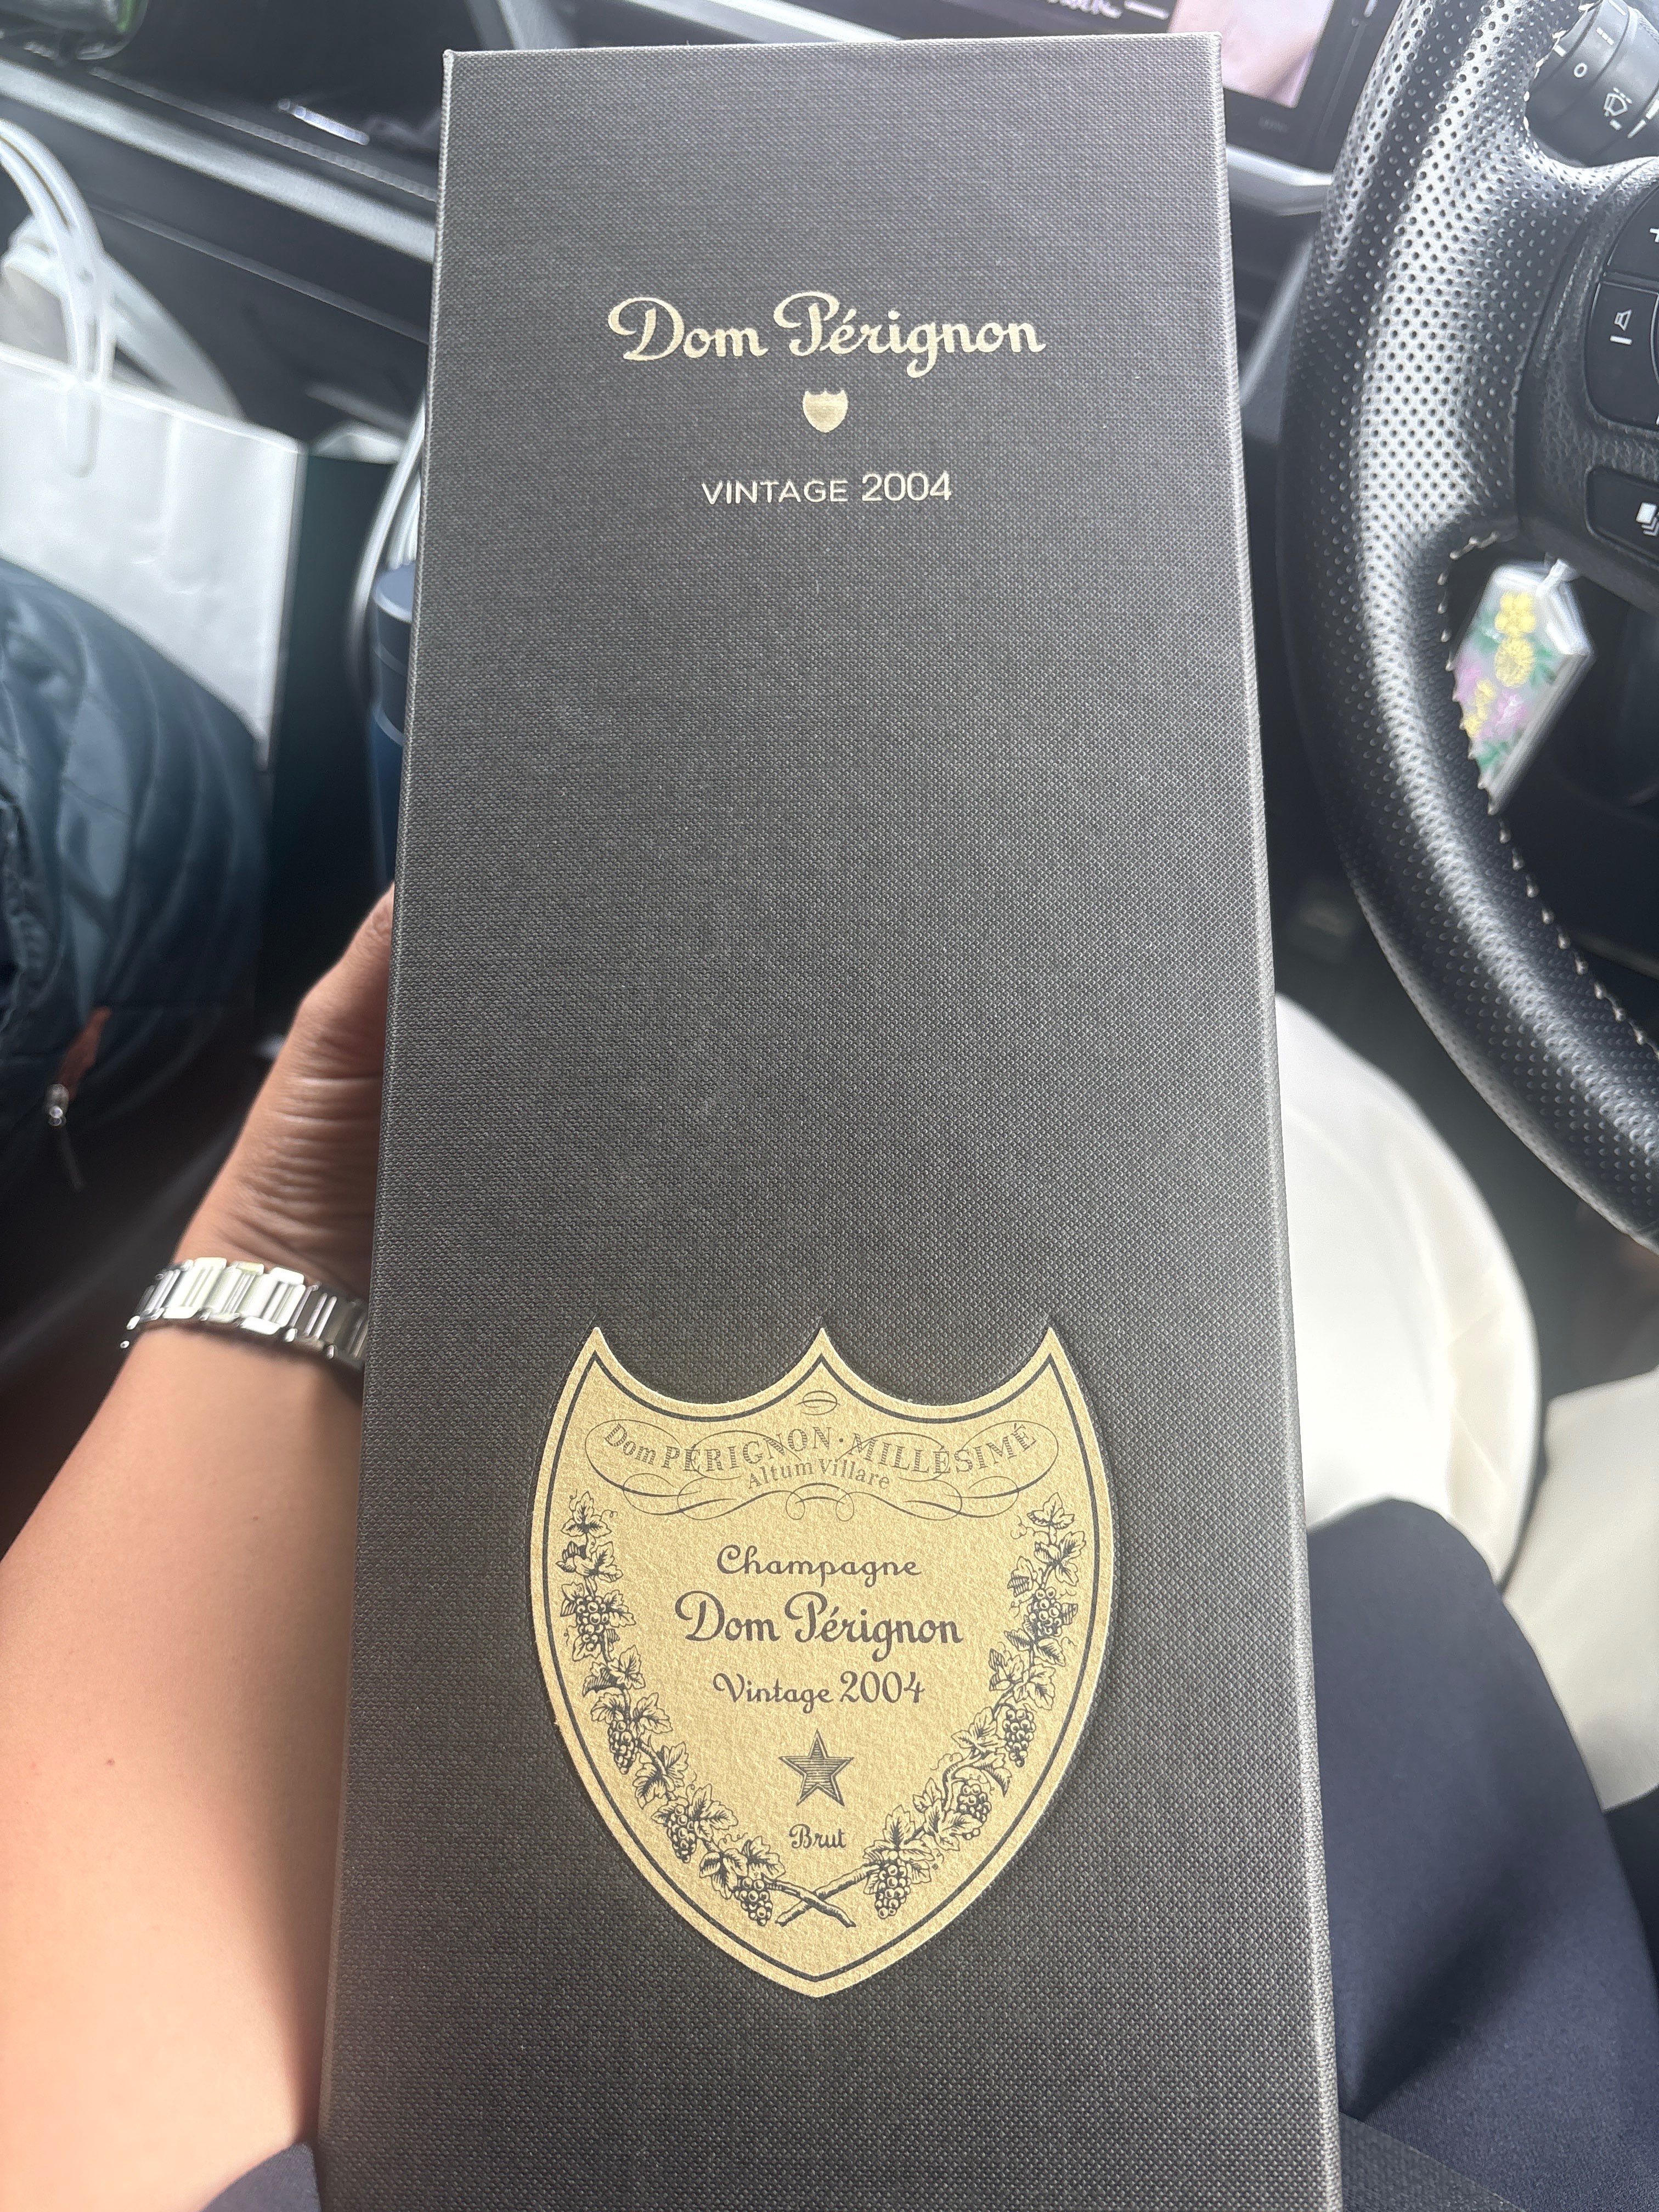 Dom Pérignon
VINTAGE 2004
Dom PÉRIGNON · MILLÉSIMÉ
Altum Villare
Champagne
Dom Pérignon
Vintage 2004
Brut